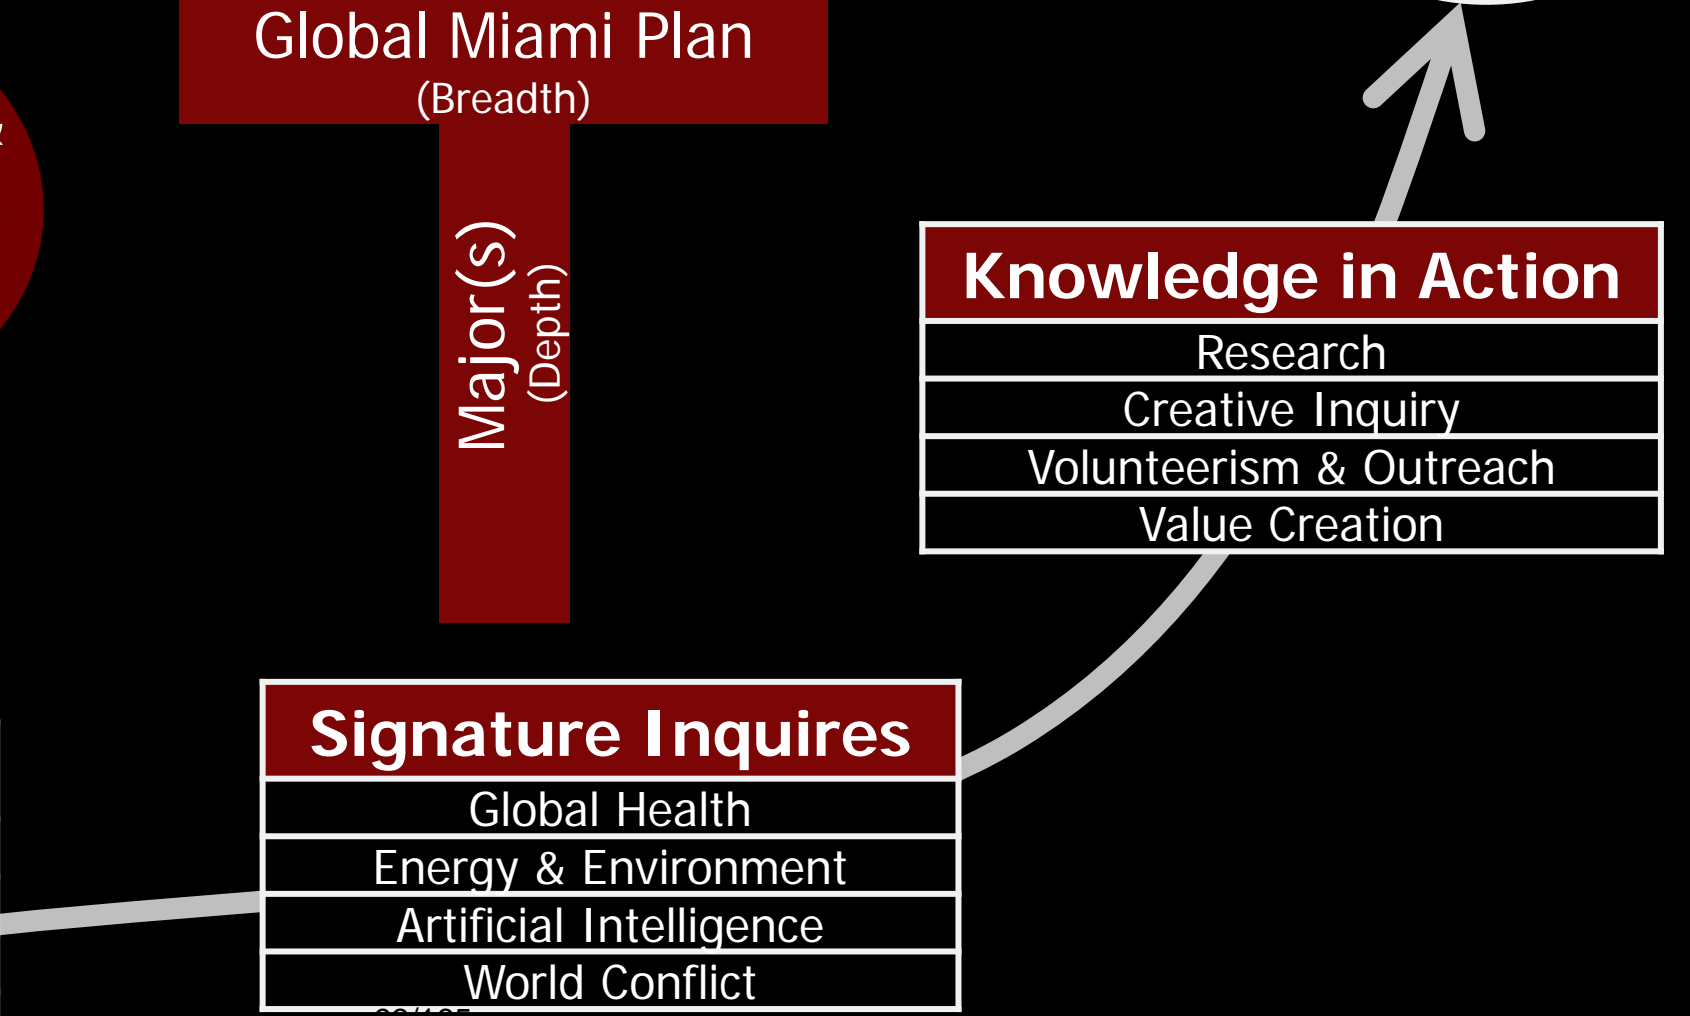 Global Miami Plan
(Breadth)
&
Major(s)
(Depth)
Knowledge in Action
Research
Creative Inquiry
Volunteerism & Outreach
Value Creation
Signature Inquires
Global Health
Energy & Environment
Artificial Intelligence
World Conflict